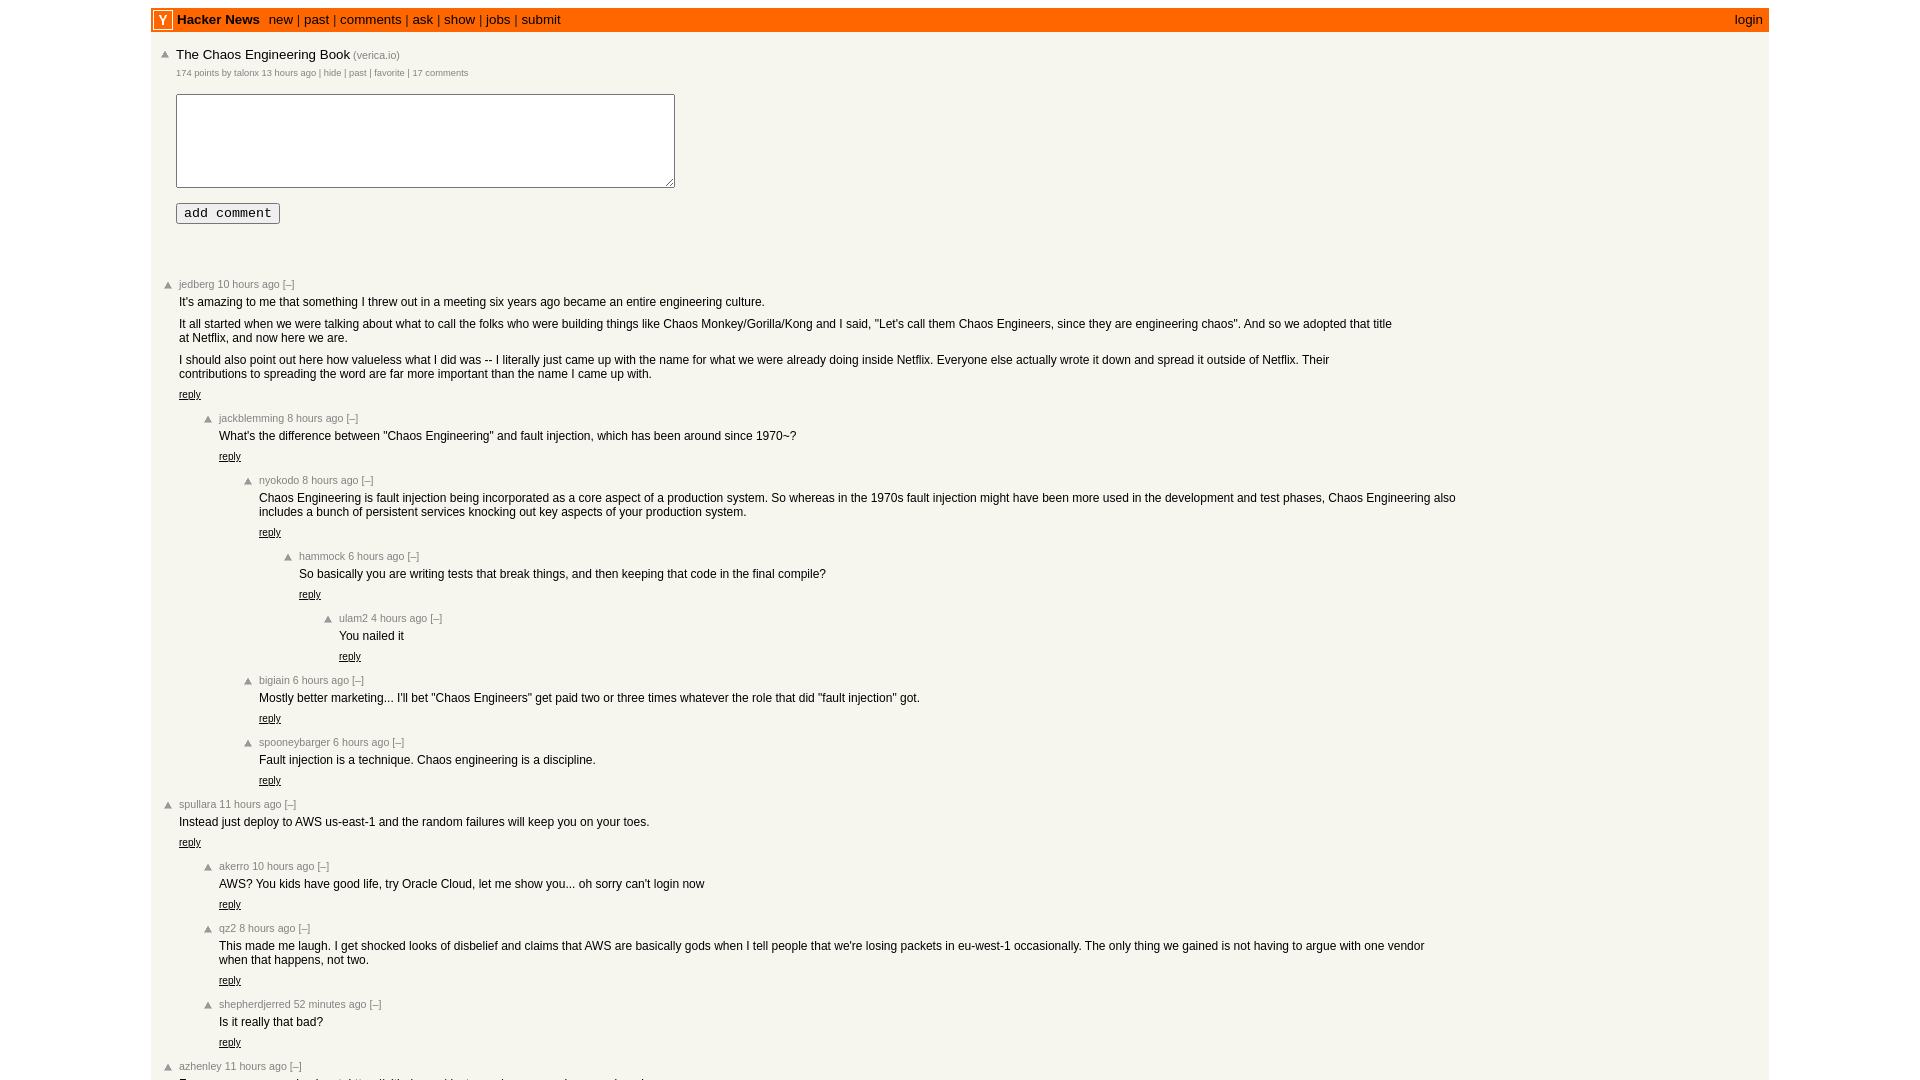 Y Hacker News new | past | comments | ask | show | jobs | submit login
The Chaos Engineering Book (verica.io)
174 points by talonx 13 hours ago | hide | past | favorite | 17 comments
add comment
jedberg 10 hours ago [–]
It's amazing to me that something I threw out in a meeting six years ago became an entire engineering culture.
It all started when we were talking about what to call the folks who were building things like Chaos Monkey/Gorilla/Kong and I said, "Let's call them Chaos Engineers, since they are engineering chaos". And so we adopted that title
at Netflix, and now here we are.
I should also point out here how valueless what I did was -- I literally just came up with the name for what we were already doing inside Netflix. Everyone else actually wrote it down and spread it outside of Netflix. Their
contributions to spreading the word are far more important than the name I came up with.
reply
jackblemming 8 hours ago [–]
What's the difference between "Chaos Engineering" and fault injection, which has been around since 1970~?
reply
nyokodo 8 hours ago [–]
Chaos Engineering is fault injection being incorporated as a core aspect of a production system. So whereas in the 1970s fault injection might have been more used in the development and test phases, Chaos Engineering also
includes a bunch of persistent services knocking out key aspects of your production system.
reply
hammock 6 hours ago [–]
So basically you are writing tests that break things, and then keeping that code in the final compile?
reply
ulam2 4 hours ago [–]
You nailed it
reply
bigiain 6 hours ago [–]
Mostly better marketing... I'll bet "Chaos Engineers" get paid two or three times whatever the role that did "fault injection" got.
reply
spooneybarger 6 hours ago [–]
Fault injection is a technique. Chaos engineering is a discipline.
reply
spullara 11 hours ago [–]
Instead just deploy to AWS us-east-1 and the random failures will keep you on your toes.
reply
akerro 10 hours ago [–]
AWS? You kids have good life, try Oracle Cloud, let me show you... oh sorry can't login now
reply
qz2 8 hours ago [–]
This made me laugh. I get shocked looks of disbelief and claims that AWS are basically gods when I tell people that we're losing packets in eu-west-1 occasionally. The only thing we gained is not having to argue with one vendor
when that happens, not two.
reply
shepherdjerred 52 minutes ago [–]
Is it really that bad?
reply
azhenley 11 hours ago [–]